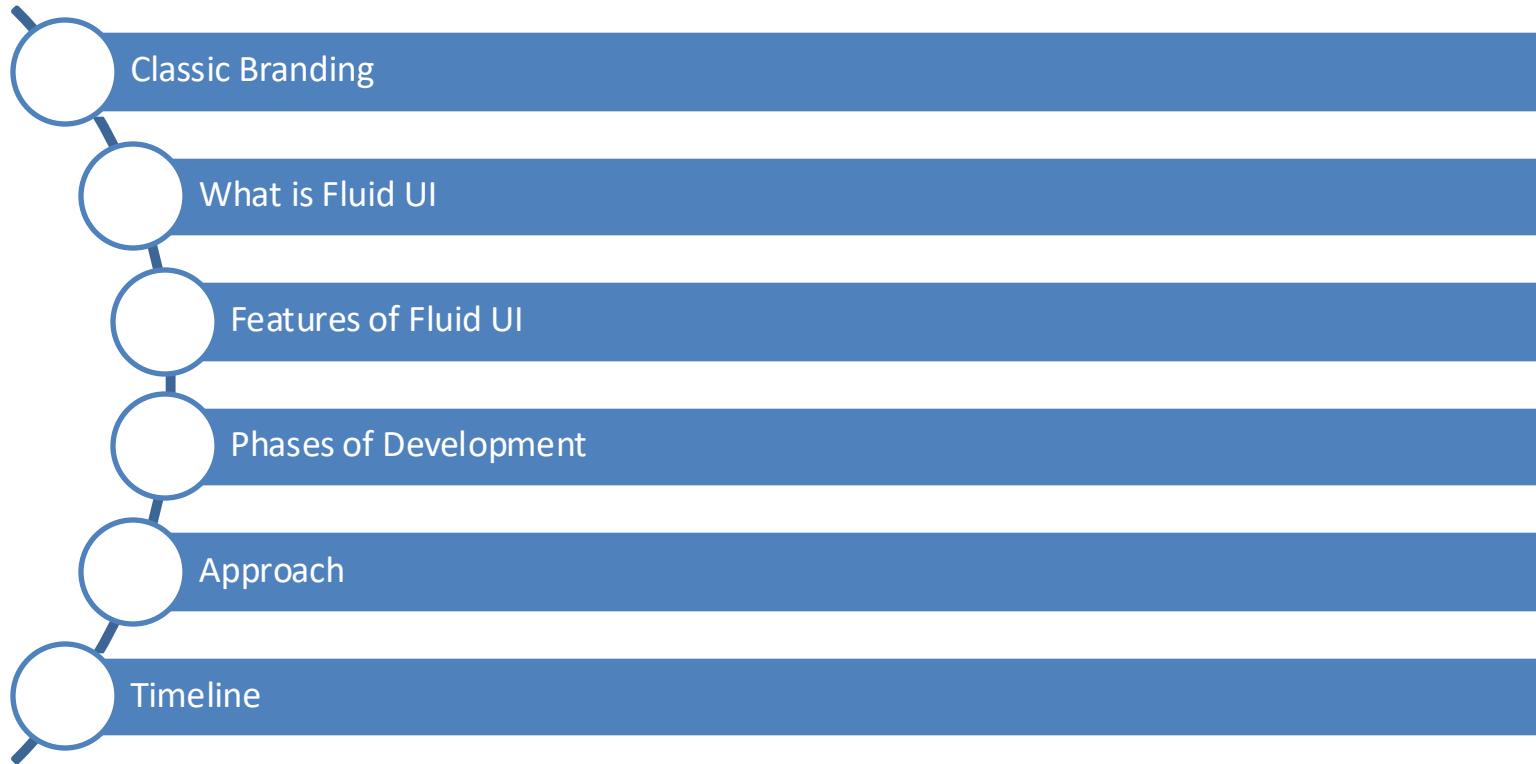 Classic Branding
What is Fluid UI
Features of Fluid UI
Phases of Development
Approach
Timeline